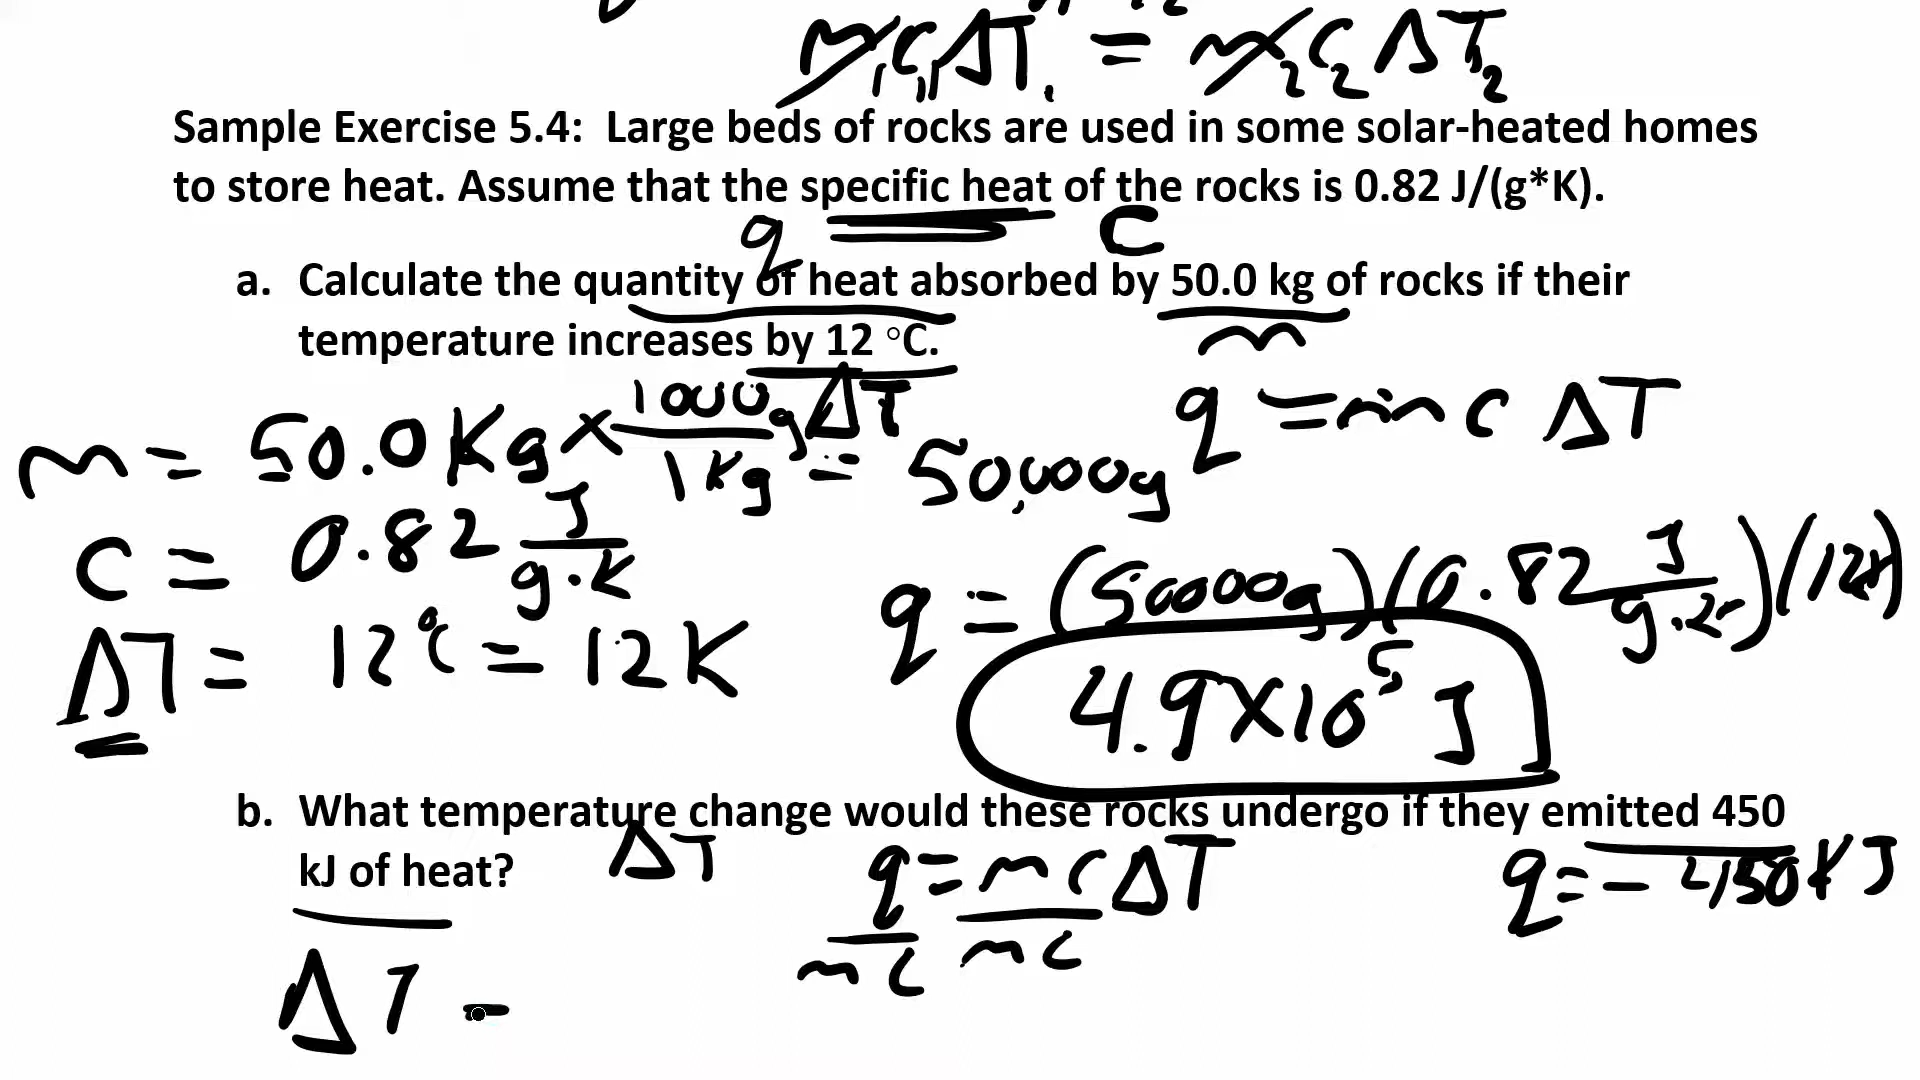 m₁c₁ΔT₁ = m₂c₂ΔT₂
Sample Exercise 5.4: Large beds of rocks are used in some solar-heated homes
to store heat. Assume that the specific heat of the rocks is 0.82 J/(g*K).
q c
a. Calculate the quantity of heat absorbed by 50.0 kg of rocks if their
temperature increases by 12 °C.
m
ΔT
q = m c ΔT
m = 50.0 Kg × 1000g / 1 kg = 50,000g
c = 0.82 J / g·K
q = (50000g)(0.82 J / g·K)(12K)
ΔT = 12°C = 12 K
4.9×10⁵ J
b. What temperature change would these rocks undergo if they emitted 450
kJ of heat?
ΔT
q = m c ΔT
mc mc
q = - 450 KJ
ΔT =